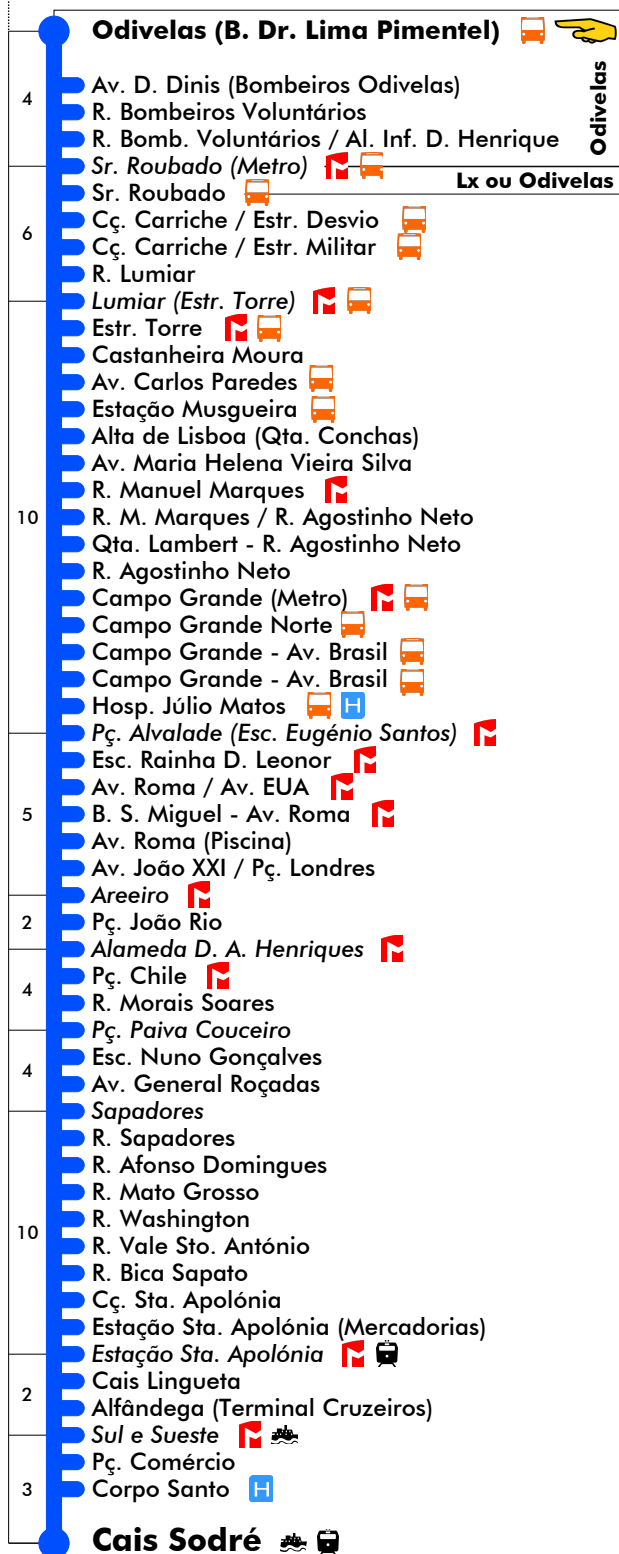 Odivelas (B. Dr. Lima Pimentel)
Odivelas
4
Av. D. Dinis (Bombeiros Odivelas)
R. Bombeiros Voluntários
R. Bomb. Voluntários / Al. Inf. D. Henrique
Sr. Roubado (Metro)
Lx ou Odivelas
Sr. Roubado
6
Cç. Carriche / Estr. Desvio
Cç. Carriche / Estr. Militar
R. Lumiar
Lumiar (Estr. Torre)
Estr. Torre
Castanheira Moura
Av. Carlos Paredes
Estação Musgueira
Alta de Lisboa (Qta. Conchas)
Av. Maria Helena Vieira Silva
R. Manuel Marques
10
R. M. Marques / R. Agostinho Neto
Qta. Lambert - R. Agostinho Neto
R. Agostinho Neto
Campo Grande (Metro)
Campo Grande Norte
Campo Grande - Av. Brasil
Campo Grande - Av. Brasil
Hosp. Júlio Matos H
Pç. Alvalade (Esc. Eugénio Santos)
Esc. Rainha D. Leonor
Av. Roma / Av. EUA
5
B. S. Miguel - Av. Roma
Av. Roma (Piscina)
Av. João XXI / Pç. Londres
Areeiro
2
Pç. João Rio
Alameda D. A. Henriques
Pç. Chile
4
R. Morais Soares
Pç. Paiva Couceiro
Esc. Nuno Gonçalves
4
Av. General Roçadas
Sapadores
R. Sapadores
R. Afonso Domingues
R. Mato Grosso
R. Washington
10
R. Vale Sto. António
R. Bica Sapato
Cç. Sta. Apolónia
Estação Sta. Apolónia (Mercadorias)
Estação Sta. Apolónia
Cais Lingueta
2
Alfândega (Terminal Cruzeiros)
Sul e Sueste
Pç. Comércio
3
Corpo Santo H
Cais Sodré